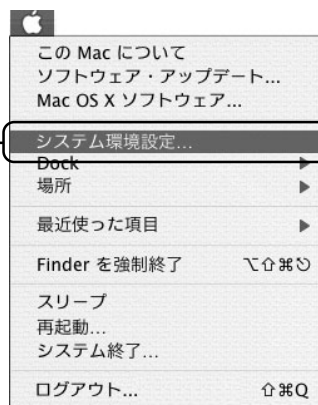 この Mac について
ソフトウェア・アップデート...
Mac OS X ソフトウェア...
システム環境設定...
Dock
場所
最近使った項目
Finder を強制終了 ⌥⇧⌘⎋
スリープ
再起動...
システム終了...
ログアウト... ⇧⌘Q